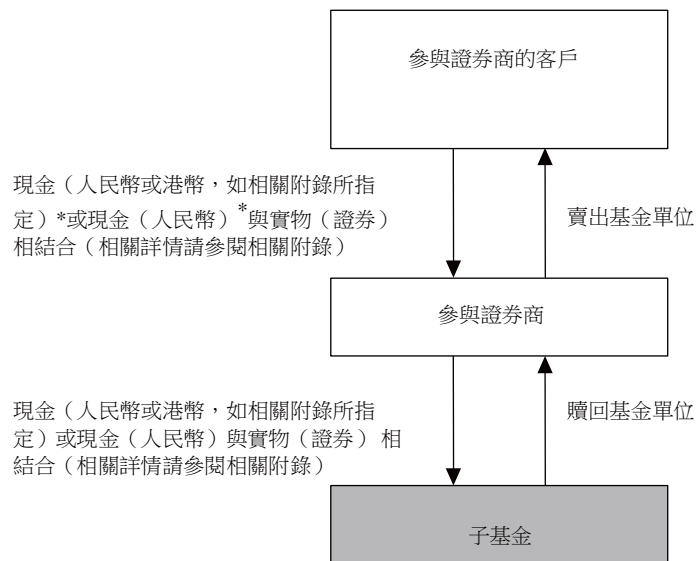 參與證券商的客戶
現金（人民幣或港幣，如相關附錄所指
定）*或現金（人民幣）*與實物（證券）
相結合（相關詳情請參閱相關附錄）
賣出基金單位
參與證券商
現金（人民幣或港幣，如相關附錄所指
定）或現金（人民幣）與實物（證券） 相
結合（相關詳情請參閱相關附錄）
贖回基金單位
子基金